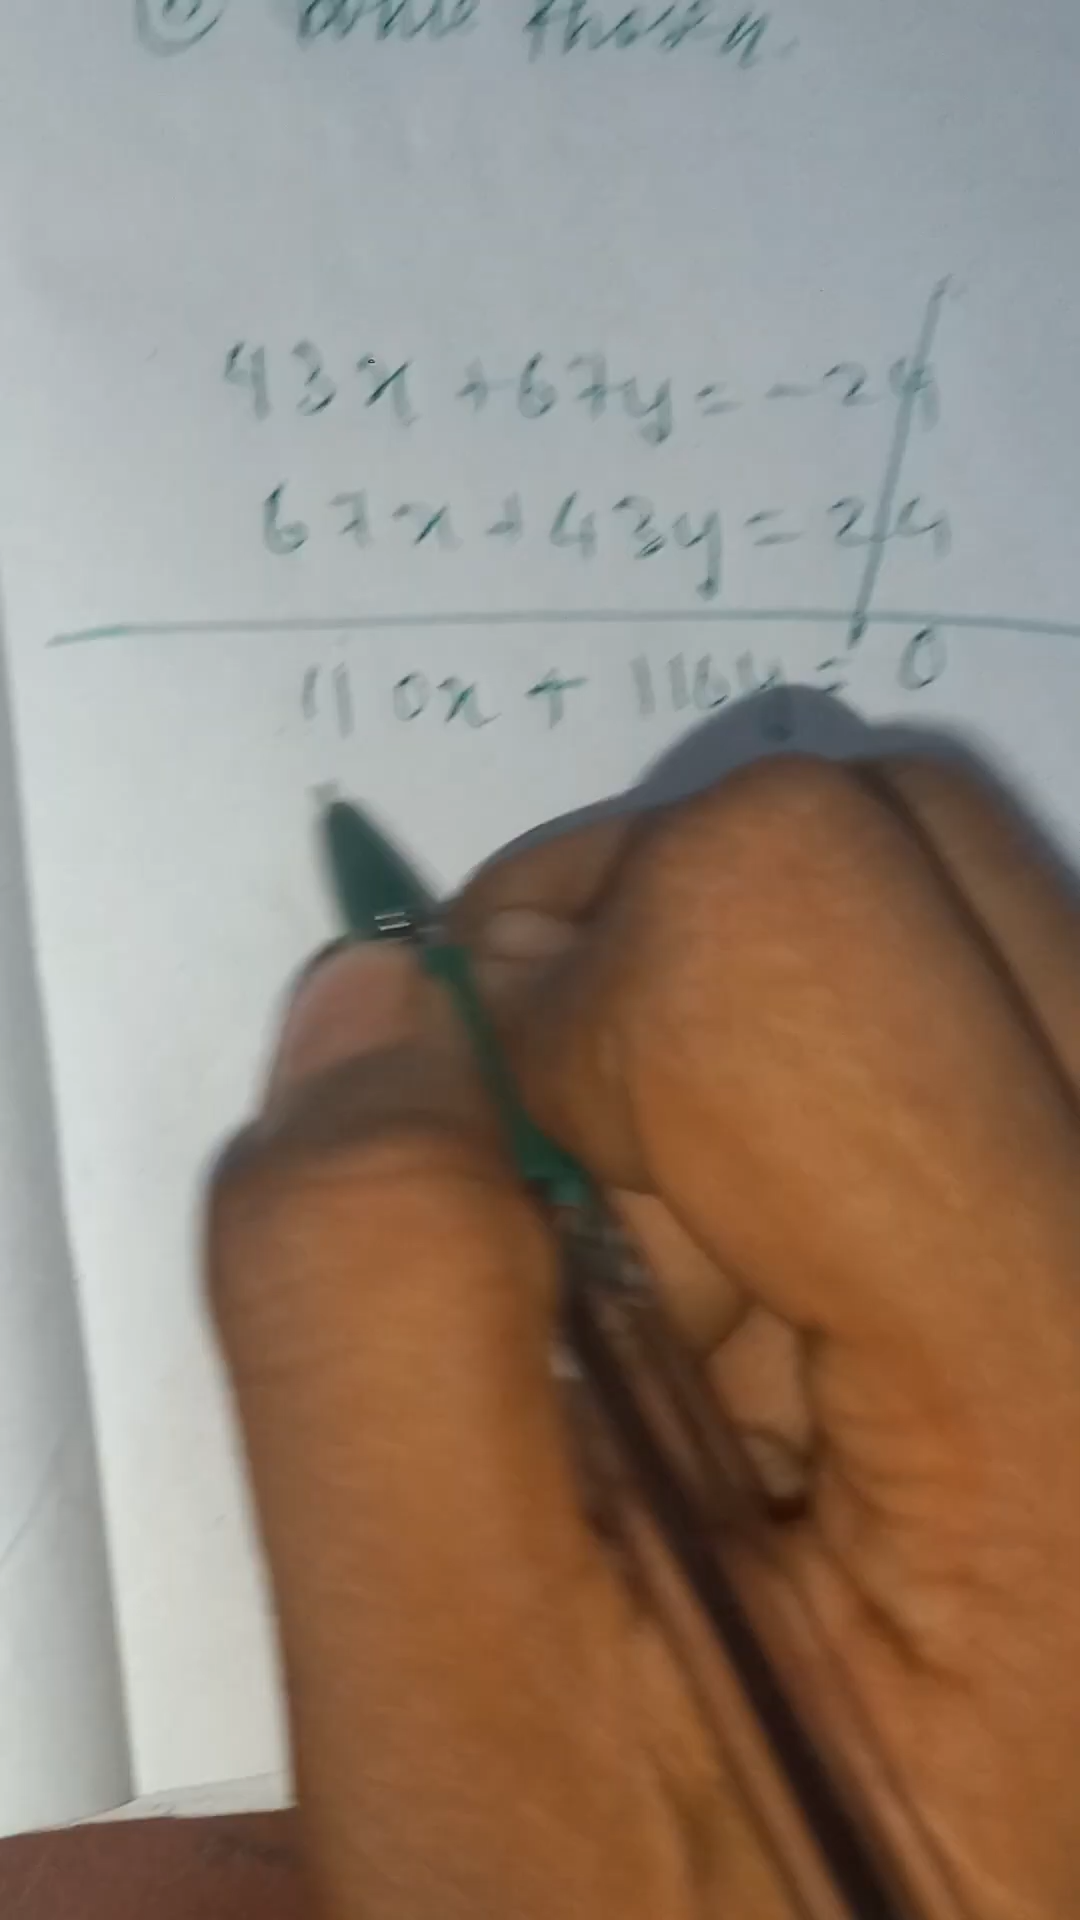 43x + 67y = -24
67x + 43y = 24
110x + 110y = 0